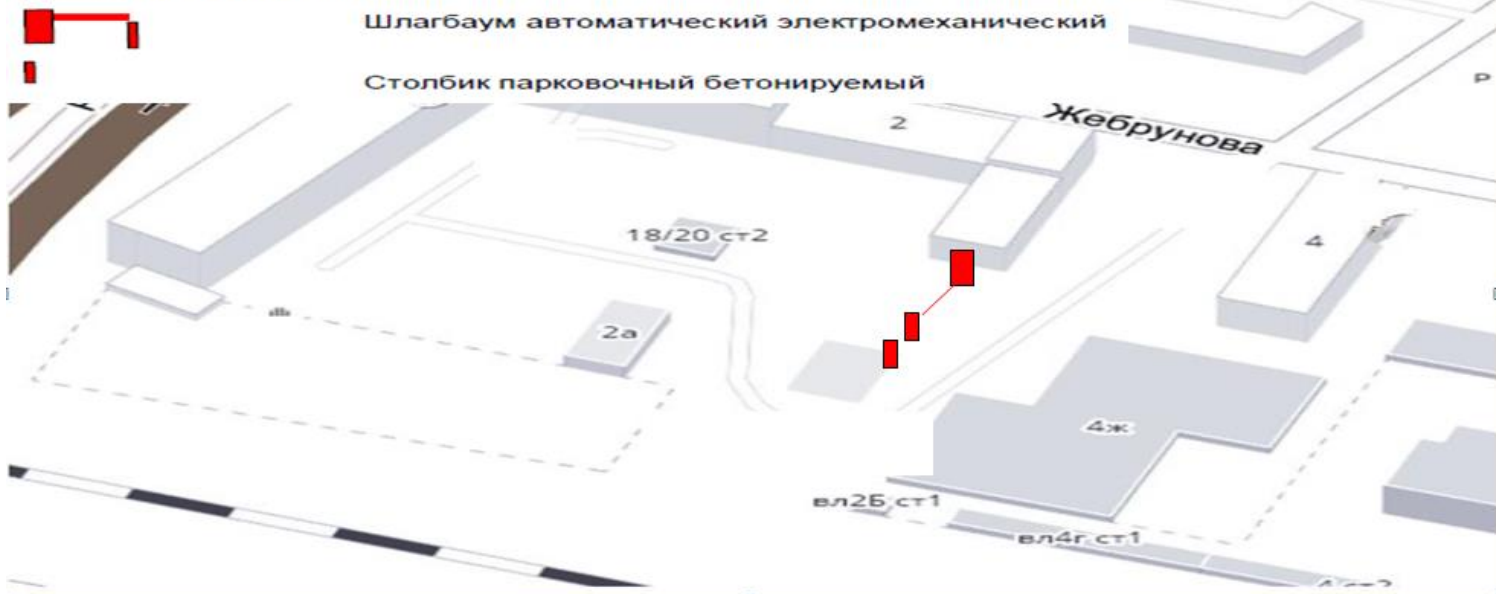 Шлагбаум автоматический электромеханический
Столбик парковочный бетонируемый
Р
Жебрунова
2
18/20 ст2
4
2а
4ж
вл2Б ст1
вл4г ст1